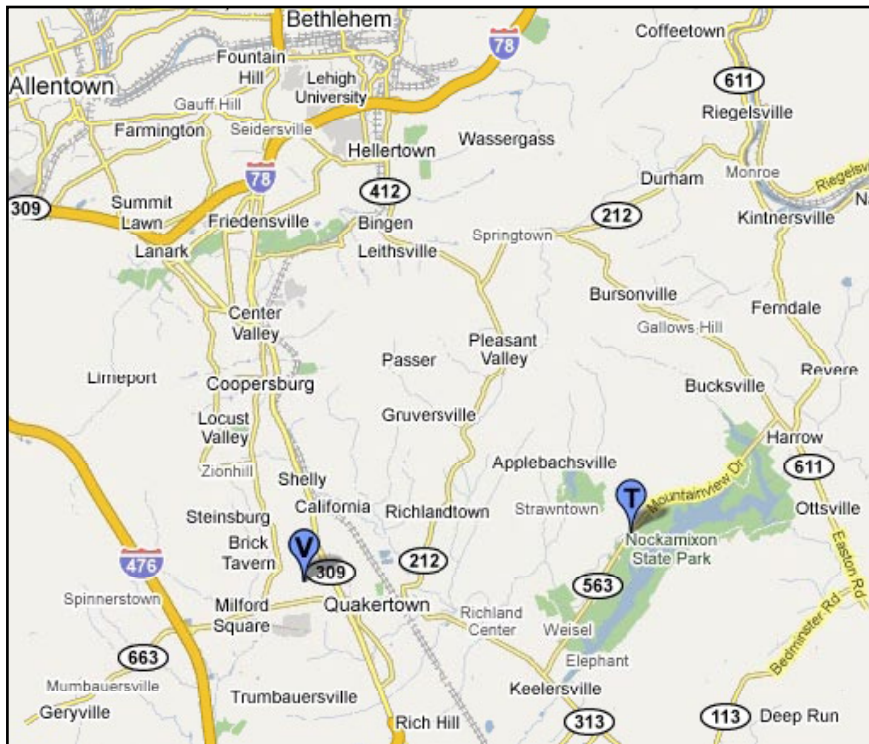 Bethlehem
Coffeetown
78
Fountain
Hill
611
Lehigh
University
Allentown
Gauff Hill
Riegelsville
Farmington
Seidersville
Wassergass
Hellertown
78
412
Durham
Monroe
309
Summit
Lawn
Friedensville
Bingen
212
Kintnersville
Lanark
Leithsville
Springtown
Bursonville
Ferndale
Center
Valley
Gallows Hill
Pleasant
Valley
Passer
Limeport
Coopersburg
Revere
Bucksville
Locust
Valley
Gruversville
Harrow
Zionhill
Applebachsville
611
Shelly
T
Mountainview Dr
California
Richlandtown
Strawntown
Ottsville
Steinsburg
Nockamixon
State Park
Brick
Tavern
V
212
Easton Rd
476
309
563
Spinnerstown
Milford
Square
Quakertown
Richland
Center
Weisel
Bedminster Rd
663
Elephant
Mumbauersville
Keelersville
Geryville
Trumbauersville
Rich Hill
313
113
Deep Run